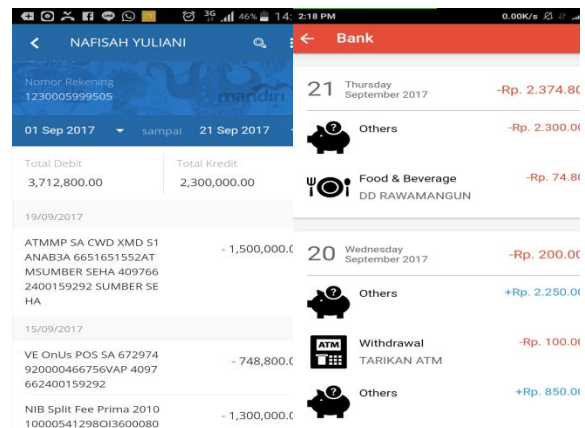 3G 46% 14:
NAFISAH YULIANI
Nomor Rekening
1230005999505
mandiri
01 Sep 2017 sampai 21 Sep 2017
Total Debit Total Kredit
3,712,800.00 2,300,000.00
19/09/2017
ATMMP SA CWD XMD S1
ANAB3A 6651651552AT
MSUMBER SEHA 409766
2400159292 SUMBER SE
HA
- 1,500,000.0
15/09/2017
VE OnUs POS SA 672974
920000466756VAP 4097
662400159292
- 748,800.0
NIB Split Fee Prima 2010
10000541298OI3600080
- 1,300,000.0
2:18 PM 0.00K/s
Bank
21 Thursday
September 2017
-Rp. 2.374.80
Others -Rp. 2.300.00
Food & Beverage -Rp. 74.80
DD RAWAMANGUN
20 Wednesday
September 2017
-Rp. 200.00
Others +Rp. 2.250.00
ATM Withdrawal -Rp. 100.00
TARIKAN ATM
Others +Rp. 850.00